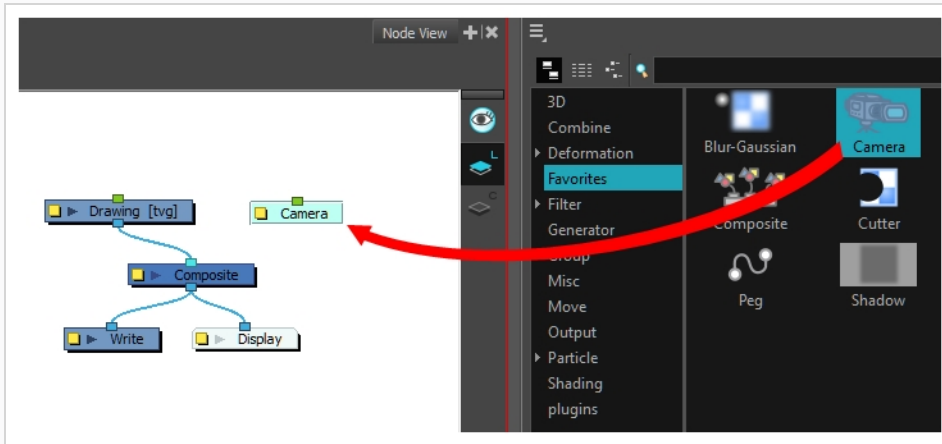 Node View
L
C
Drawing [tvg]
Camera
Composite
Write
Display
3D
Combine
Deformation
Favorites
Filter
Generator
Group
Misc
Move
Output
Particle
Shading
plugins
Blur-Gaussian
Camera
Composite
Cutter
Peg
Shadow